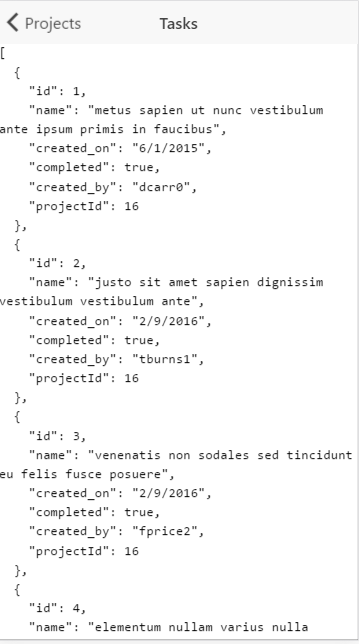 Projects Tasks
[
  {
    "id": 1,
    "name": "metus sapien ut nunc vestibulum
ante ipsum primis in faucibus",
    "created_on": "6/1/2015",
    "completed": true,
    "created_by": "dcarr0",
    "projectId": 16
  },
  {
    "id": 2,
    "name": "justo sit amet sapien dignissim
vestibulum vestibulum ante",
    "created_on": "2/9/2016",
    "completed": true,
    "created_by": "tburns1",
    "projectId": 16
  },
  {
    "id": 3,
    "name": "venenatis non sodales sed tincidunt
eu felis fusce posuere",
    "created_on": "2/9/2016",
    "completed": true,
    "created_by": "fprice2",
    "projectId": 16
  },
  {
    "id": 4,
    "name": "elementum nullam varius nulla